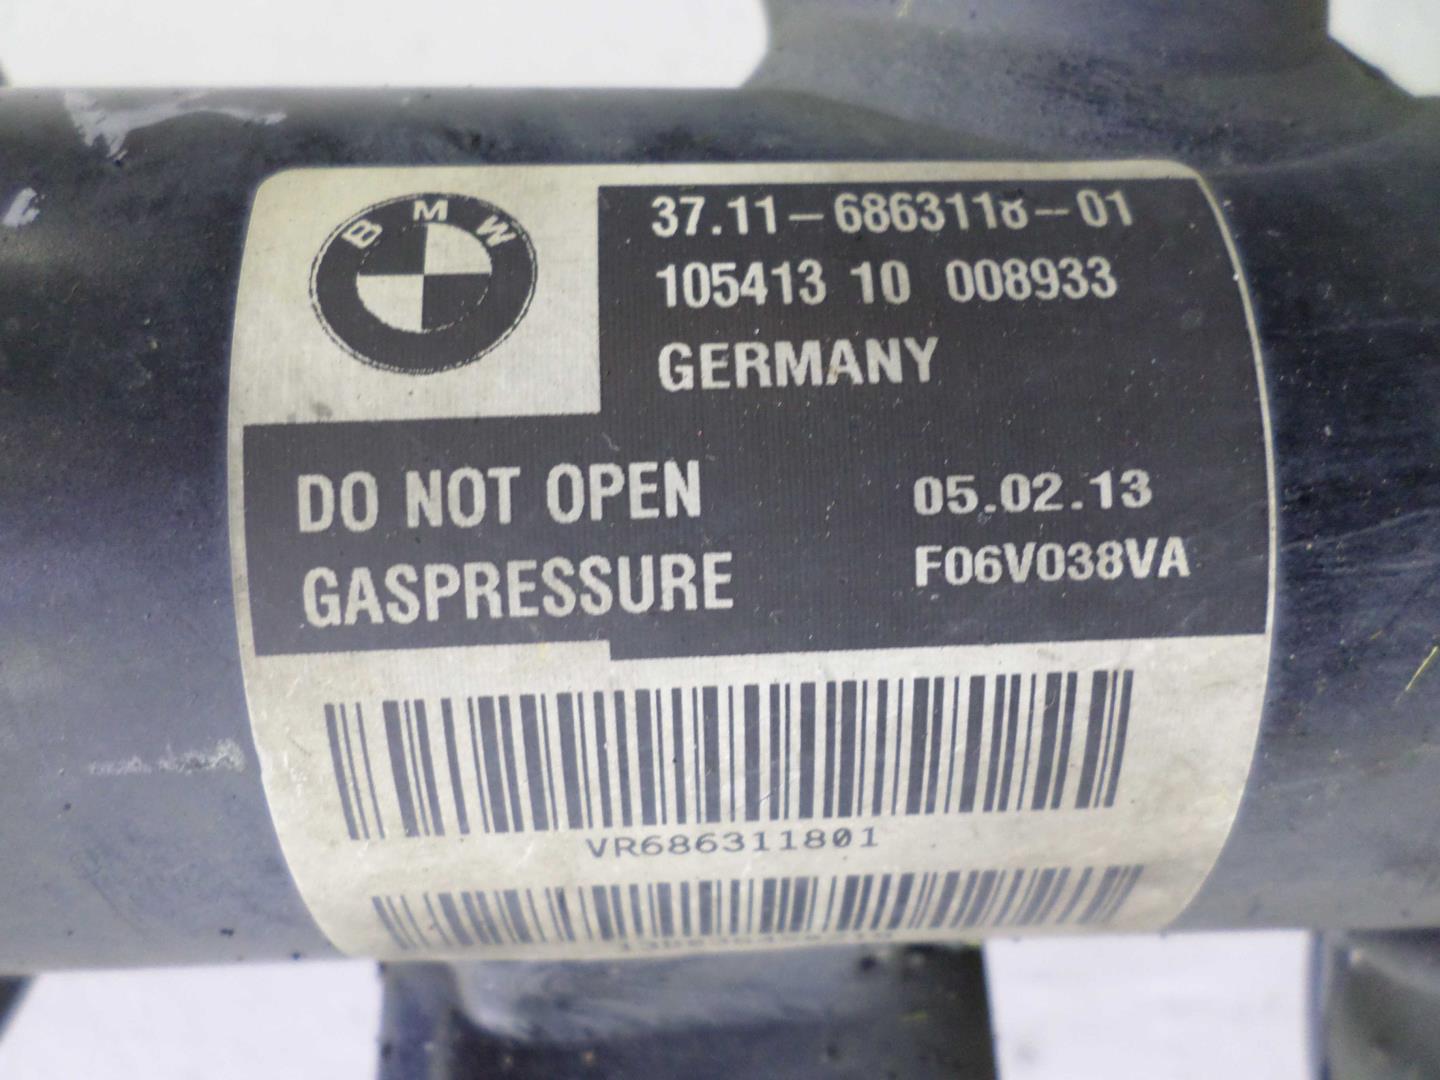 BMW
37.11-6863118-01
105413 10 008933
GERMANY
DO NOT OPEN
05.02.13
GASPRESSURE
F06V038VA
VR686311801